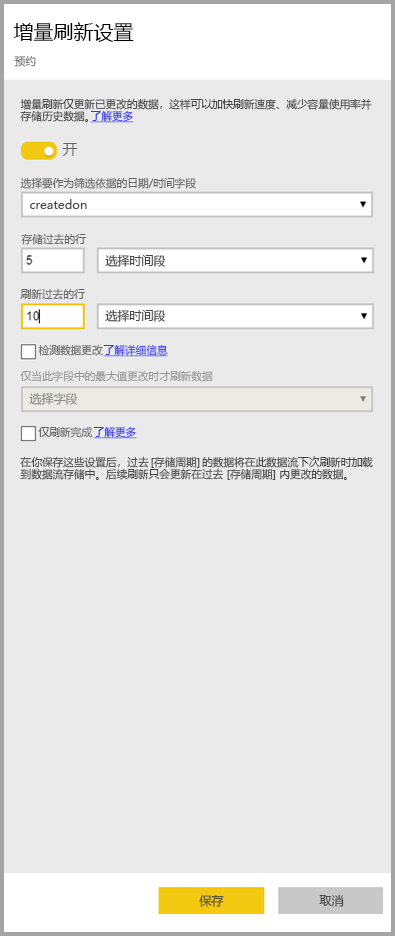 增量刷新设置
预约
增量刷新仅更新已更改的数据，这样可以加快刷新速度、减少容量使用率并
存储历史数据。了解更多
开
选择要作为筛选依据的日期/时间字段
createdon
存储过去的行
5 选择时间段
刷新过去的行
10 选择时间段
检测数据更改了解详细信息
仅当此字段中的最大值更改时才刷新数据
选择字段
仅刷新完成了解更多
在你保存这些设置后，过去 [存储周期] 的数据将在此数据流下次刷新时加载
到数据流存储中。后续刷新只会更新在过去 [存储周期] 内更改的数据。
保存 取消